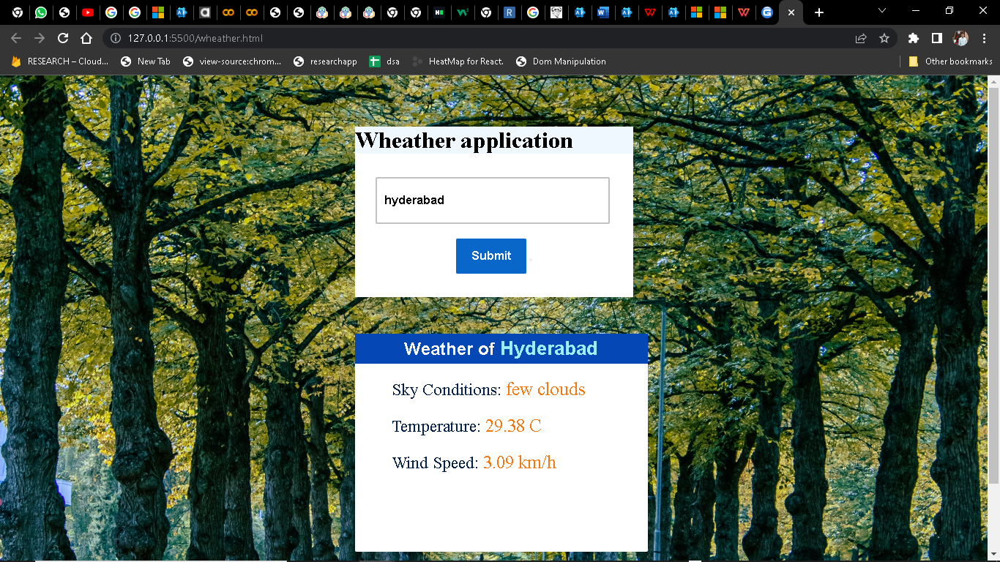 127.0.0.1:5500/wheather.html
RESEARCH – Cloud... New Tab view-source:chrom... researchapp dsa HeatMap for React. Dom Manipulation Other bookmarks
Wheather application
hyderabad
Submit
Weather of Hyderabad
Sky Conditions: few clouds
Temperature: 29.38 C
Wind Speed: 3.09 km/h